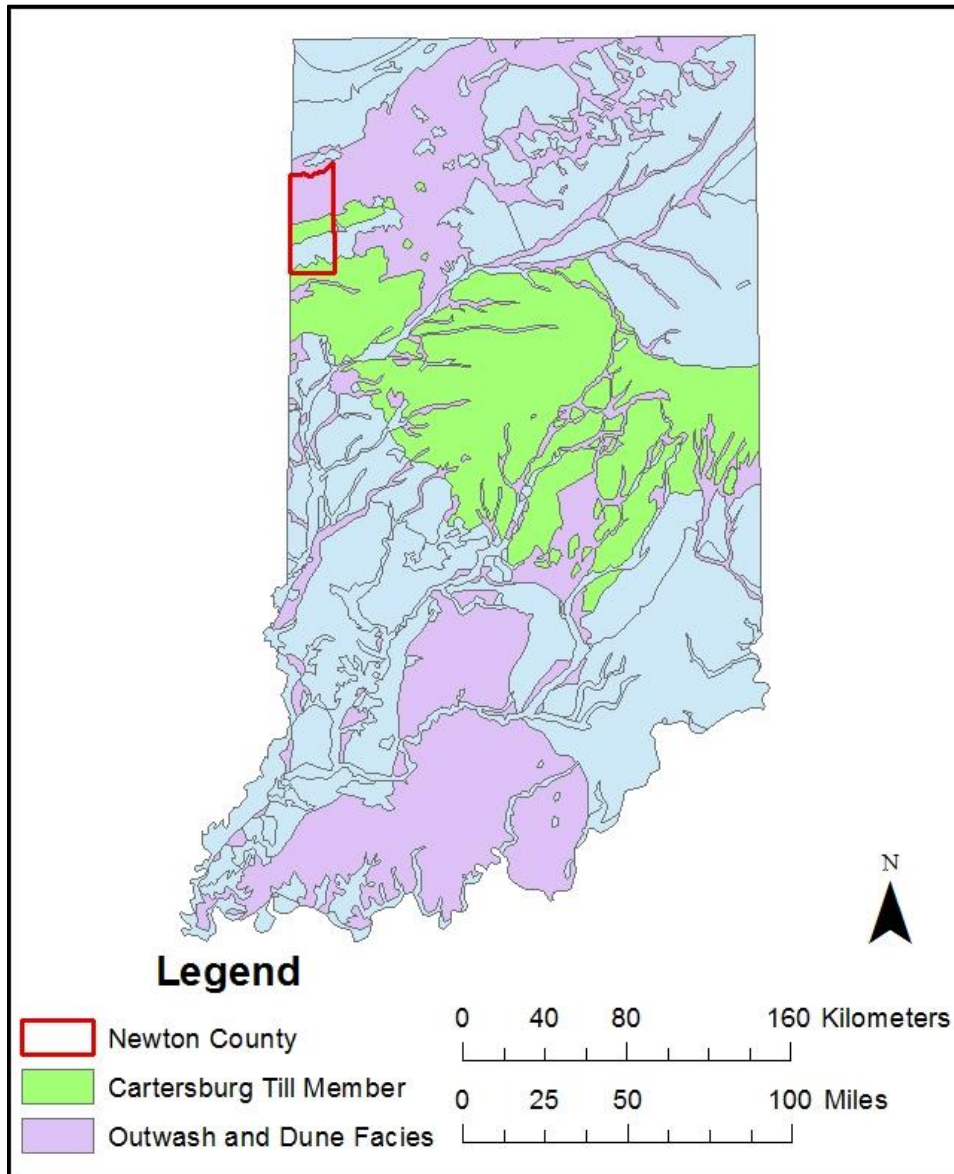 N
Legend
Newton County
Cartersburg Till Member
Outwash and Dune Facies
0 40 80 160 Kilometers
0 25 50 100 Miles